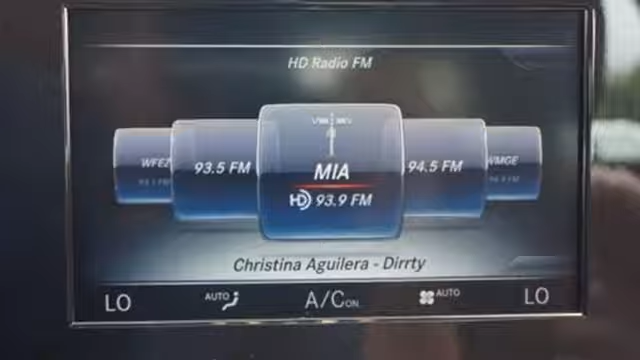 HD Radio FM
WFEZ
93.5 FM
MIA
HD 93.9 FM
94.5 FM
WMGE
Christina Aguilera - Dirrty
LO
AUTO
A/C ON
AUTO
LO